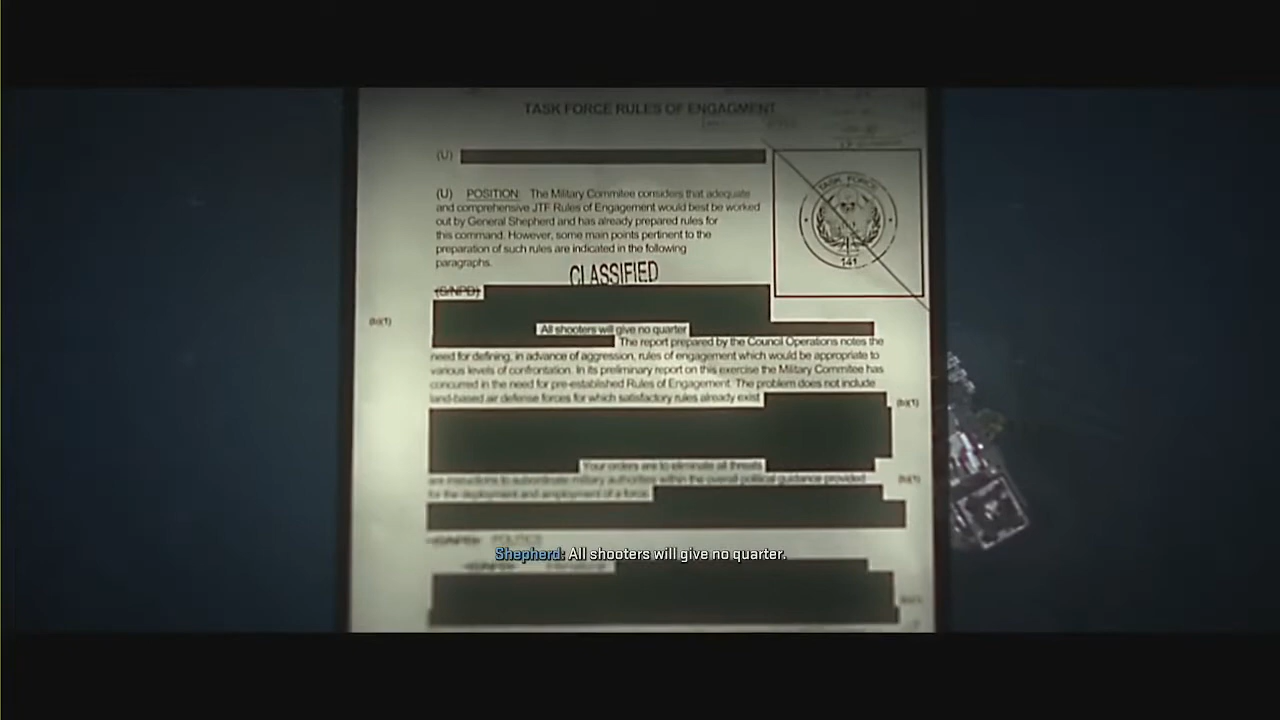 TASK FORCE RULES OF ENGAGMENT
(U)
(U) POSITION: The Military Commitee considers that adequate
and comprehensive JTF Rules of Engagement would best be worked
out by General Shepherd and has already prepared rules for
this command. However, some main points pertinent to the
preparation of such rules are indicated in the following
paragraphs.
TASK FORCE
141
CLASSIFIED
(S/NPD)
(b)(1)
All shooters will give no quarter
The report prepared by the Council Operations notes the
need for defining, in advance of aggression, rules of engagement which would be appropriate to
various levels of confrontation. In its preliminary report on this exercise the Military Commitee has
concurred in the need for pre-established Rules of Engagement. The problem does not include
land-based air defense forces for which satisfactory rules already exist
(b)(1)
Your orders are to eliminate all threats
are instructions to subordinate military authorities within the overall political guidance provided
(b)(1)
for the deployment and employment of a force.
Shepherd: All shooters will give no quarter.